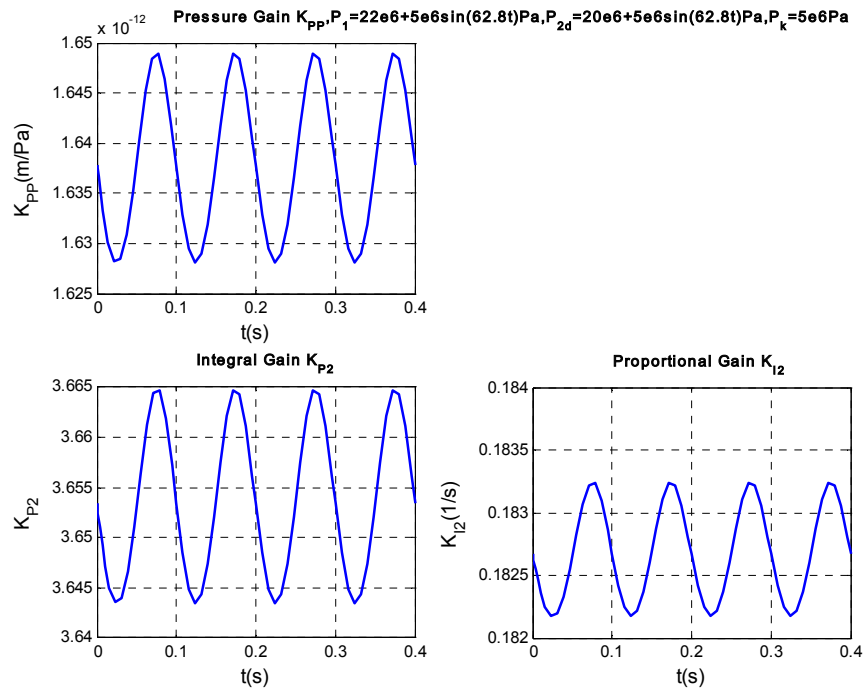 x 10^-12 Pressure Gain K_PP,P_1=22e6+5e6sin(62.8t)Pa,P_2d=20e6+5e6sin(62.8t)Pa,P_k=5e6Pa
1.65
1.645
1.64
1.635
1.63
1.625
K_PP(m/Pa)
0 0.1 0.2 0.3 0.4
t(s)
Integral Gain K_P2
3.665
3.66
3.655
3.65
3.645
3.64
K_P2
0 0.1 0.2 0.3 0.4
t(s)
Proportional Gain K_I2
0.184
0.1835
0.183
0.1825
0.182
K_I2(1/s)
0 0.1 0.2 0.3 0.4
t(s)